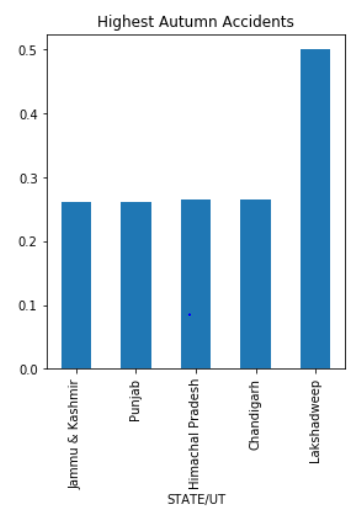 Highest Autumn Accidents
0.5
0.4
0.3
0.2
0.1
0.0
Jammu & Kashmir
Punjab
Himachal Pradesh
Chandigarh
Lakshadweep
STATE/UT